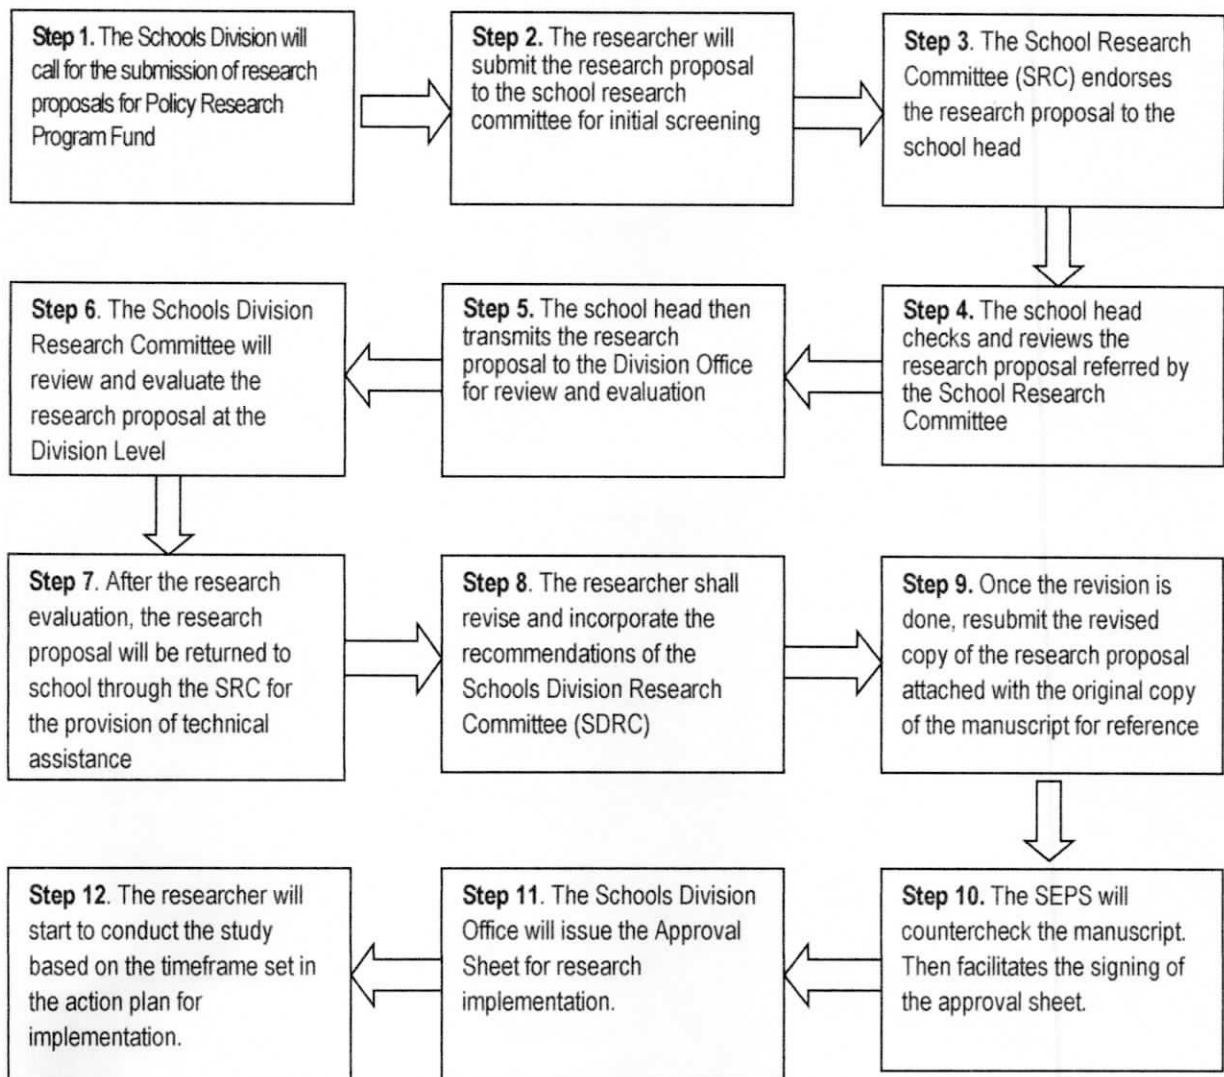 Step 1. The Schools Division will
call for the submission of research
proposals for Policy Research
Program Fund
Step 2. The researcher will
submit the research proposal
to the school research
committee for initial screening
Step 3. The School Research
Committee (SRC) endorses
the research proposal to the
school head
Step 4. The school head
checks and reviews the
research proposal referred by
the School Research
Committee
Step 5. The school head then
transmits the research
proposal to the Division Office
for review and evaluation
Step 6. The Schools Division
Research Committee will
review and evaluate the
research proposal at the
Division Level
Step 7. After the research
evaluation, the research
proposal will be returned to
school through the SRC for
the provision of technical
assistance
Step 8. The researcher shall
revise and incorporate the
recommendations of the
Schools Division Research
Committee (SDRC)
Step 9. Once the revision is
done, resubmit the revised
copy of the research proposal
attached with the original copy
of the manuscript for reference
Step 10. The SEPS will
countercheck the manuscript.
Then facilitates the signing of
the approval sheet.
Step 11. The Schools Division
Office will issue the Approval
Sheet for research
implementation.
Step 12. The researcher will
start to conduct the study
based on the timeframe set in
the action plan for
implementation.